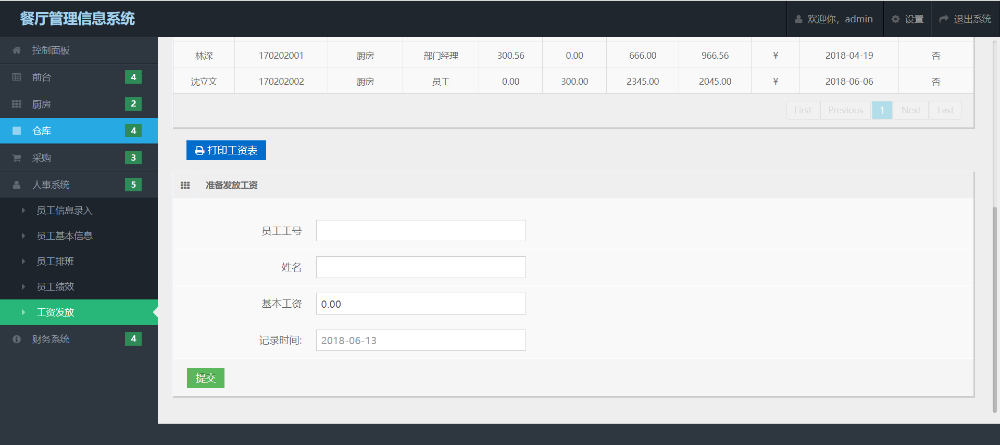 餐厅管理信息系统
欢迎你，admin
设置
退出系统
控制面板
前台 4
厨房 2
仓库 4
采购 3
人事系统 5
员工信息录入
员工基本信息
员工排班
员工绩效
工资发放
财务系统 4
林深 170202001 厨房 部门经理 300.56 0.00 666.00 966.56 ¥ 2018-04-19 否
沈立文 170202002 厨房 员工 0.00 300.00 2345.00 2045.00 ¥ 2018-06-06 否
First Previous 1 Next Last
打印工资表
准备发放工资
员工工号
姓名
基本工资 0.00
记录时间: 2018-06-13
提交